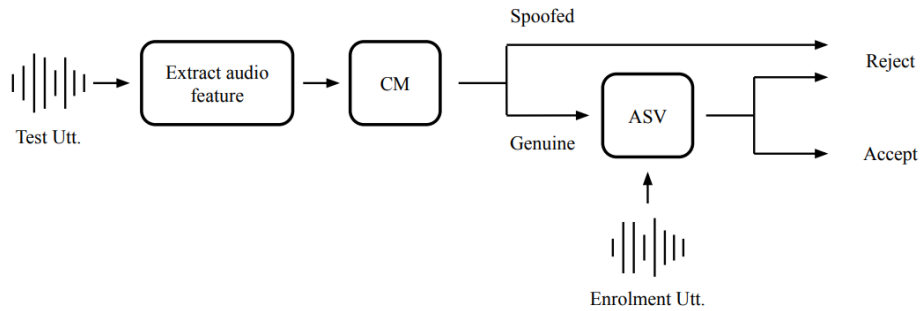 Spoofed
Reject
Extract audio
feature
CM
ASV
Test Utt.
Genuine
Accept
Enrolment Utt.